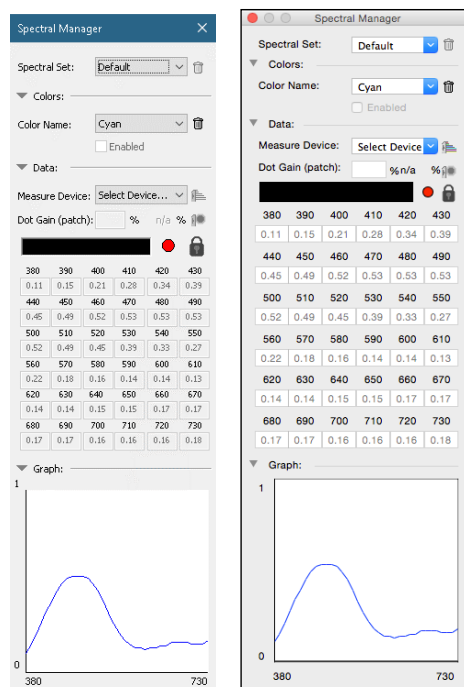 Spectral Manager
Spectral Set: Default
Colors:
Color Name: Cyan
Enabled
Data:
Measure Device: Select Device...
Dot Gain (patch): % n/a %
380 390 400 410 420 430
0.11 0.15 0.21 0.28 0.34 0.39
440 450 460 470 480 490
0.45 0.49 0.52 0.53 0.53 0.53
500 510 520 530 540 550
0.52 0.49 0.45 0.39 0.33 0.27
560 570 580 590 600 610
0.22 0.18 0.16 0.14 0.14 0.13
620 630 640 650 660 670
0.14 0.14 0.15 0.15 0.17 0.17
680 690 700 710 720 730
0.17 0.17 0.16 0.16 0.16 0.18
Graph:
1
0
380 730
Spectral Manager
Spectral Set: Default
Colors:
Color Name: Cyan
Enabled
Data:
Measure Device: Select Device
Dot Gain (patch): %n/a %
380 390 400 410 420 430
0.11 0.15 0.21 0.28 0.34 0.39
440 450 460 470 480 490
0.45 0.49 0.52 0.53 0.53 0.53
500 510 520 530 540 550
0.52 0.49 0.45 0.39 0.33 0.27
560 570 580 590 600 610
0.22 0.18 0.16 0.14 0.14 0.13
620 630 640 650 660 670
0.14 0.14 0.15 0.15 0.17 0.17
680 690 700 710 720 730
0.17 0.17 0.16 0.16 0.16 0.18
Graph:
1
0
380 730